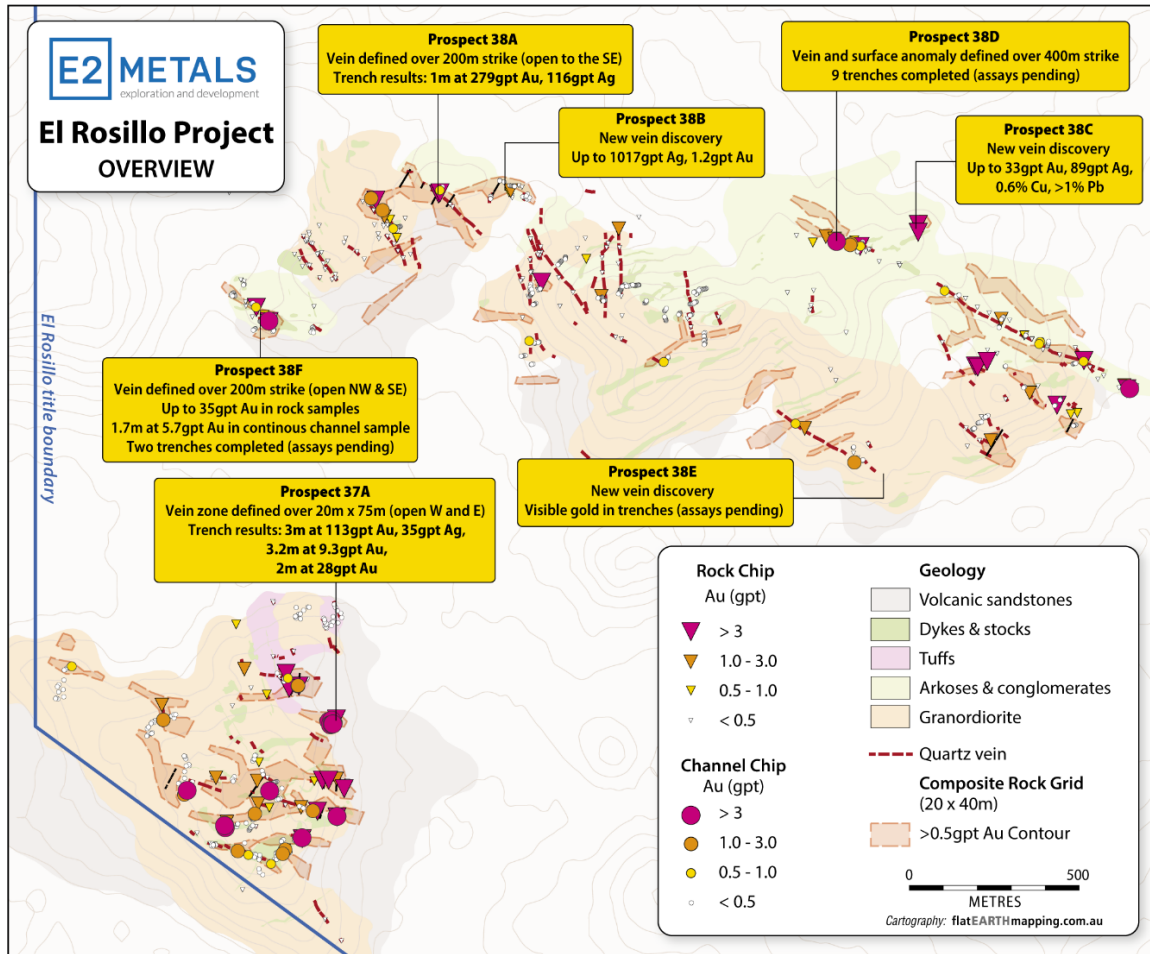 E2 METALS
exploration and development
El Rosillo Project
OVERVIEW
Prospect 38A
Vein defined over 200m strike (open to the SE)
Trench results: 1m at 279gpt Au, 116gpt Ag
Prospect 38D
Vein and surface anomaly defined over 400m strike
9 trenches completed (assays pending)
Prospect 38B
New vein discovery
Up to 1017gpt Ag, 1.2gpt Au
Prospect 38C
New vein discovery
Up to 33gpt Au, 89gpt Ag,
0.6% Cu, >1% Pb
El Rosillo title boundary
Prospect 38F
Vein defined over 200m strike (open NW & SE)
Up to 35gpt Au in rock samples
1.7m at 5.7gpt Au in continous channel sample
Two trenches completed (assays pending)
Prospect 38E
New vein discovery
Visible gold in trenches (assays pending)
Prospect 37A
Vein zone defined over 20m x 75m (open W and E)
Trench results: 3m at 113gpt Au, 35gpt Ag,
3.2m at 9.3gpt Au,
2m at 28gpt Au
Rock Chip
Au (gpt)
> 3
1.0 - 3.0
0.5 - 1.0
< 0.5
Channel Chip
Au (gpt)
> 3
1.0 - 3.0
0.5 - 1.0
< 0.5
Geology
Volcanic sandstones
Dykes & stocks
Tuffs
Arkoses & conglomerates
Granordiorite
Quartz vein
Composite Rock Grid
(20 x 40m)
>0.5gpt Au Contour
0 500
METRES
Cartography: flatEARTHmapping.com.au